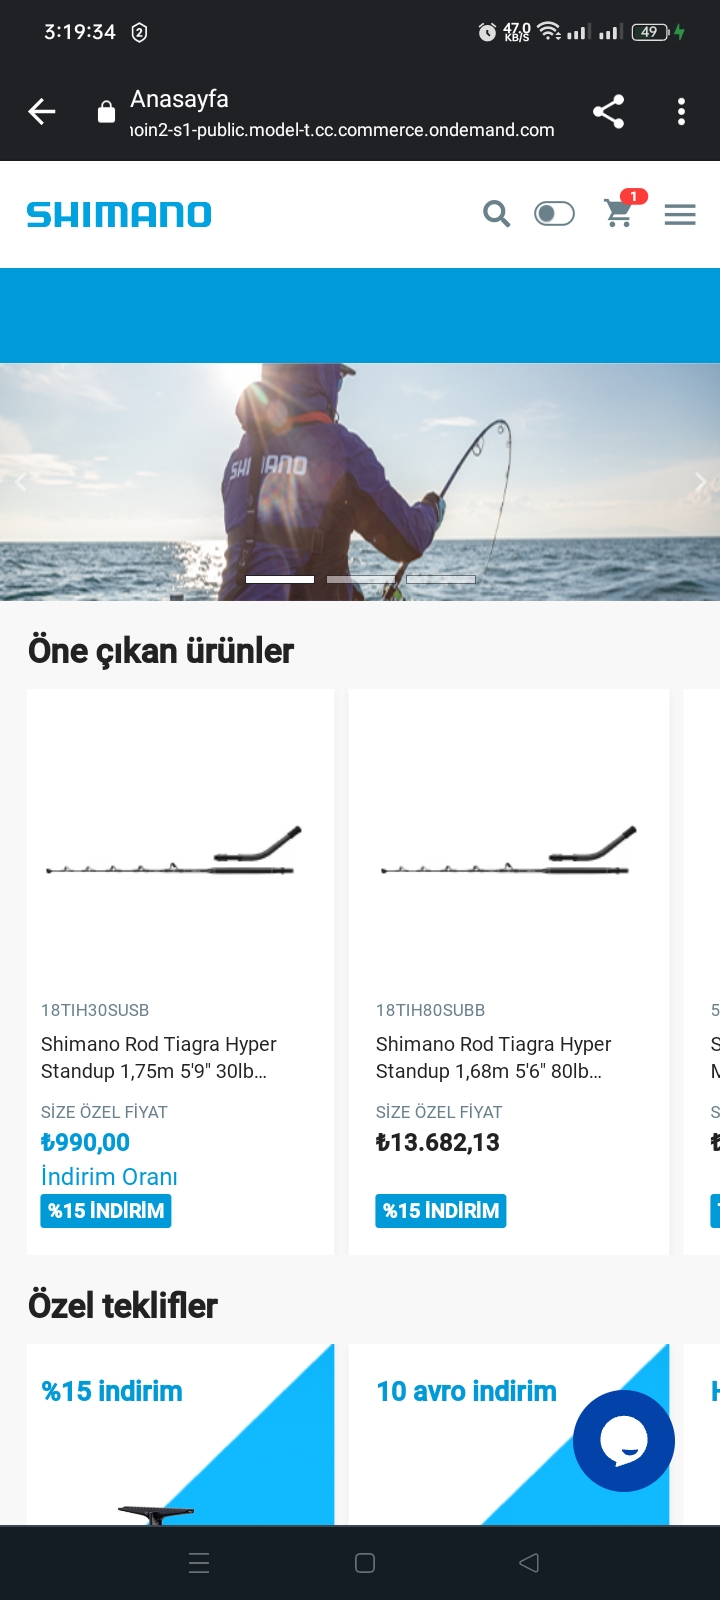 3:19:34
2
47,0
KB/S
49
Anasayfa
noin2-s1-public.model-t.cc.commerce.ondemand.com
SHIMANO
1
SHIMANO
Öne çıkan ürünler
18TIH30SUSB
Shimano Rod Tiagra Hyper
Standup 1,75m 5'9" 30lb...
SİZE ÖZEL FİYAT
₺990,00
İndirim Oranı
%15 İNDİRİM
18TIH80SUBB
Shimano Rod Tiagra Hyper
Standup 1,68m 5'6" 80lb...
SİZE ÖZEL FİYAT
₺13.682,13
%15 İNDİRİM
Özel teklifler
%15 indirim
10 avro indirim